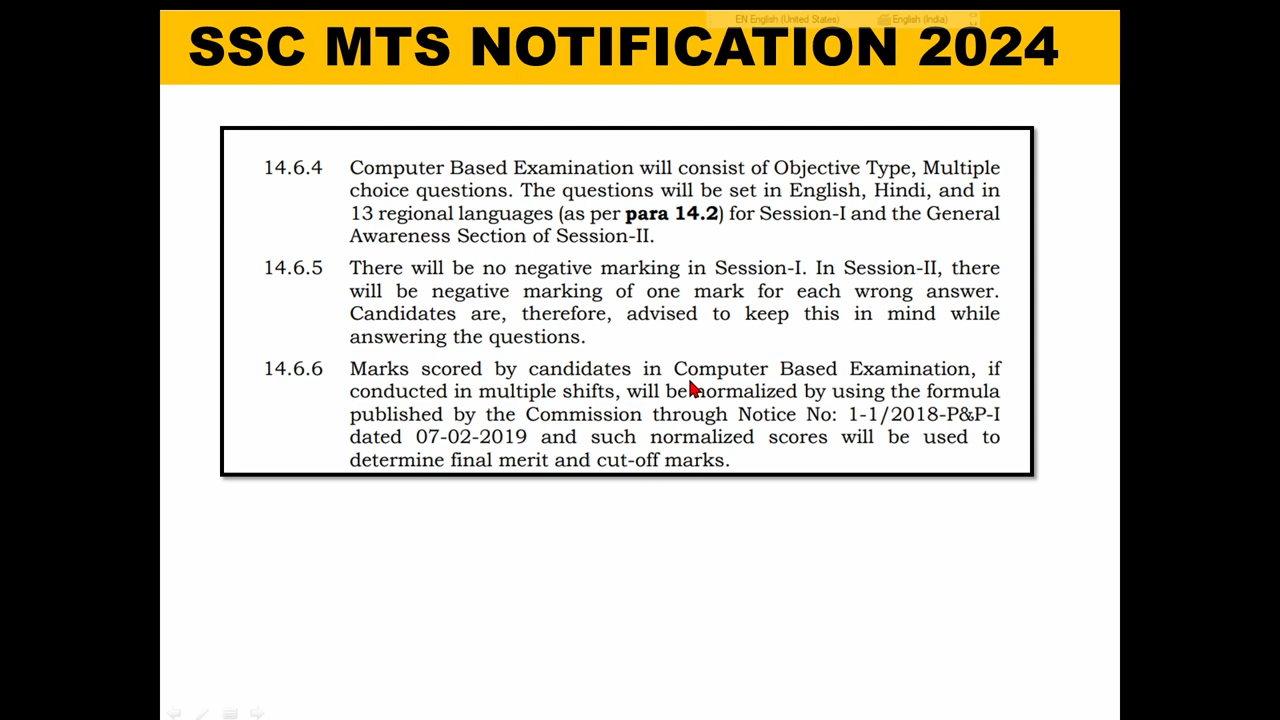 EN English (United States) English (India)
SSC MTS NOTIFICATION 2024
14.6.4 Computer Based Examination will consist of Objective Type, Multiple
choice questions. The questions will be set in English, Hindi, and in
13 regional languages (as per para 14.2) for Session-I and the General
Awareness Section of Session-II.
14.6.5 There will be no negative marking in Session-I. In Session-II, there
will be negative marking of one mark for each wrong answer.
Candidates are, therefore, advised to keep this in mind while
answering the questions.
14.6.6 Marks scored by candidates in Computer Based Examination, if
conducted in multiple shifts, will be normalized by using the formula
published by the Commission through Notice No: 1-1/2018-P&P-I
dated 07-02-2019 and such normalized scores will be used to
determine final merit and cut-off marks.